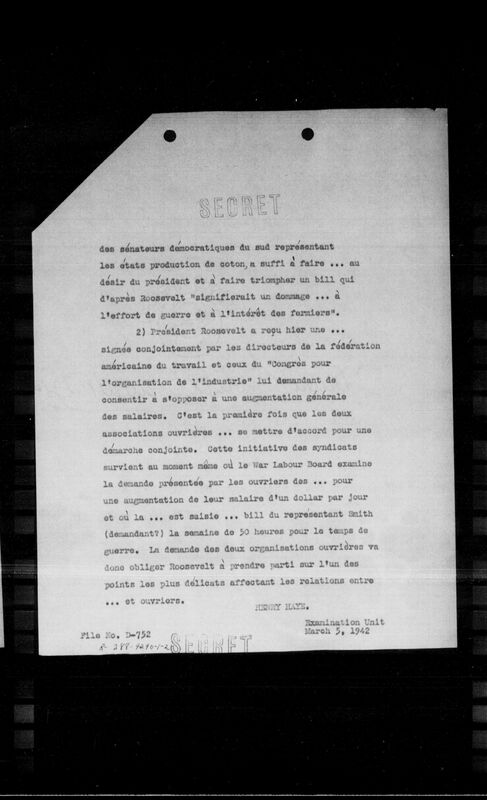 SECRET
des sénateurs démocratiques du sud représentant
les états production de coton, a suffi à faire ... au
désir du président et à faire triompher un bill qui
d'après Roosevelt "signifierait un dommage ... à
l'effort de guerre et à l'intérêt des fermiers".
2) Président Roosevelt a reçu hier une ...
signée conjointement par les directeurs de la fédération
américaine du travail et ceux du "Congrès pour
l'organisation de l'industrie" lui demandant de
consentir à s'opposer à une augmentation générale
des salaires. C'est la première fois que les deux
associations ouvrières ... se mettre d'accord pour une
démarche conjointe. Cette initiative des syndicats
survient au moment même où le War Labour Board examine
la demande présentée par les ouvriers des ... pour
une augmentation de leur salaire d'un dollar par jour
et où la ... est saisie ... bill du représentant Smith
(demandant?) la semaine de 50 heures pour le temps de
guerre. La demande des deux organisations ouvrières va
donc obliger Roosevelt à prendre parti sur l'un des
points les plus délicats affectant les relations entre
... et ouvriers.
HENRY HAYE.
Examination Unit
File No. D-752 March 5, 1942
SECRET